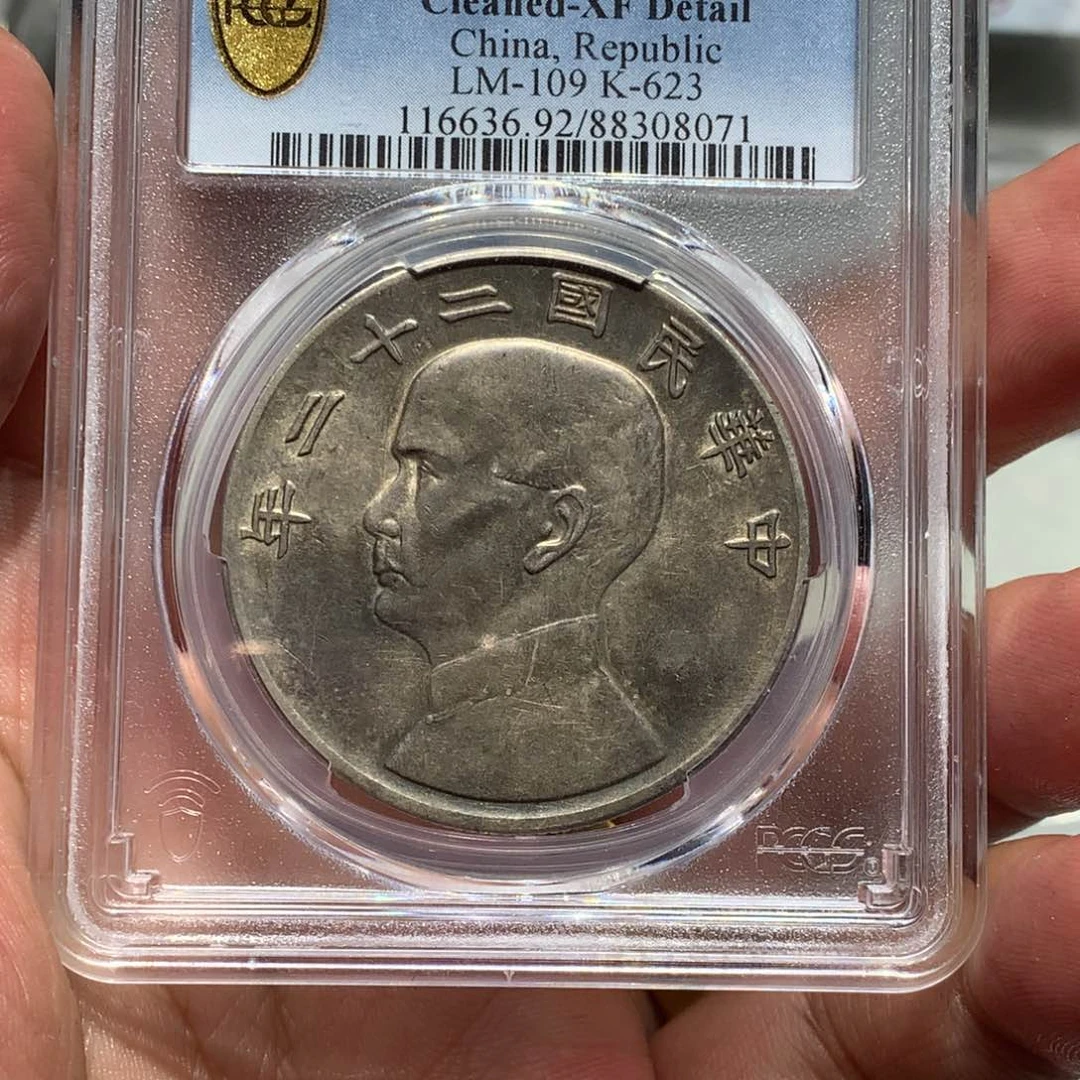 PCGS
Cleaned-XF Detail
China, Republic
LM-109 K-623
116636.92/88308071
中華民國二十二年
PCGS